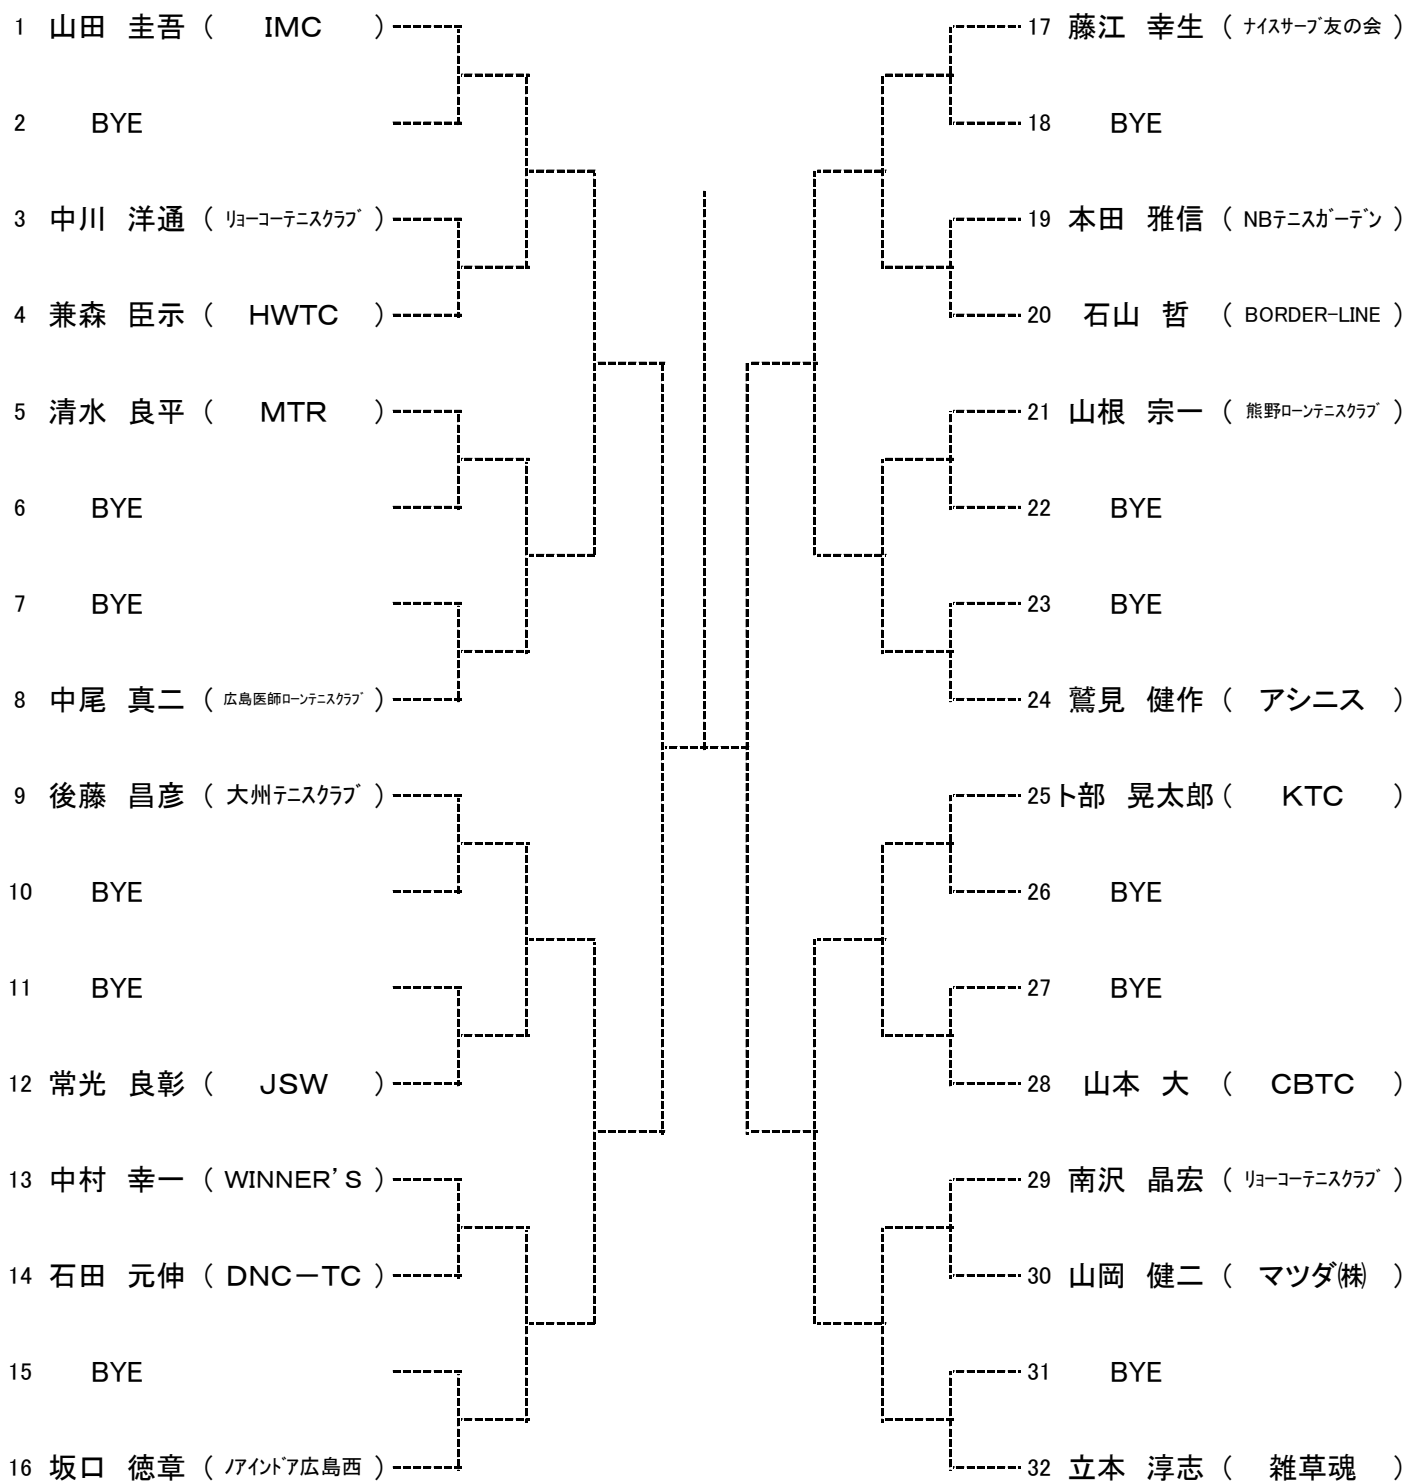 1 山田 圭吾 ( IMC )
2 BYE
3 中川 洋通 ( ﾘｮｰｺｰﾃﾆｽｸﾗﾌﾞ )
4 兼森 臣示 ( HWTC )
5 清水 良平 ( MTR )
6 BYE
7 BYE
8 中尾 真二 ( 広島医師ﾛｰﾝﾃﾆｽｸﾗﾌﾞ )
9 後藤 昌彦 ( 大州ﾃﾆｽｸﾗﾌﾞ )
10 BYE
11 BYE
12 常光 良彰 ( JSW )
13 中村 幸一 ( WINNER'S )
14 石田 元伸 ( DNC－TC )
15 BYE
16 坂口 徳章 ( ﾉｱｲﾝﾄﾞｱ広島西 )
17 藤江 幸生 ( ﾅｲｽｻｰﾌﾞ友の会 )
18 BYE
19 本田 雅信 ( NBﾃﾆｽｶﾞｰﾃﾞﾝ )
20 石山 哲 ( BORDER-LINE )
21 山根 宗一 ( 熊野ﾛｰﾝﾃﾆｽｸﾗﾌﾞ )
22 BYE
23 BYE
24 鷲見 健作 ( アシニス )
25 卜部 晃太郎 ( KTC )
26 BYE
27 BYE
28 山本 大 ( CBTC )
29 南沢 晶宏 ( ﾘｮｰｺｰﾃﾆｽｸﾗﾌﾞ )
30 山岡 健二 ( マツダ㈱ )
31 BYE
32 立本 淳志 ( 雑草魂 )